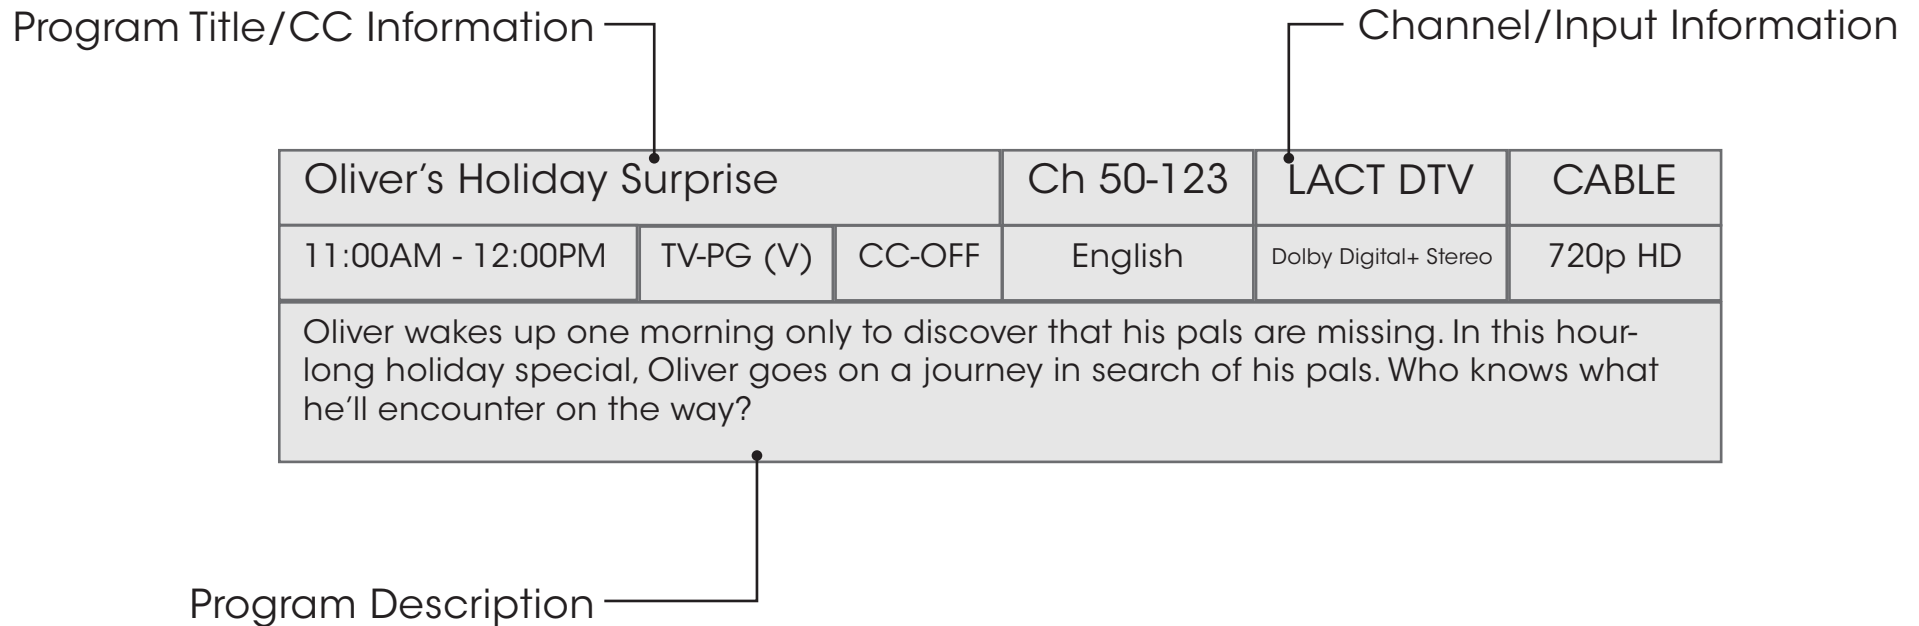 Program Title/CC Information
Channel/Input Information
Oliver's Holiday Surprise
Ch 50-123
LACT DTV
CABLE
11:00AM - 12:00PM
TV-PG (V)
CC-OFF
English
Dolby Digital+ Stereo
720p HD
Oliver wakes up one morning only to discover that his pals are missing. In this hour-
long holiday special, Oliver goes on a journey in search of his pals. Who knows what
he'll encounter on the way?
Program Description